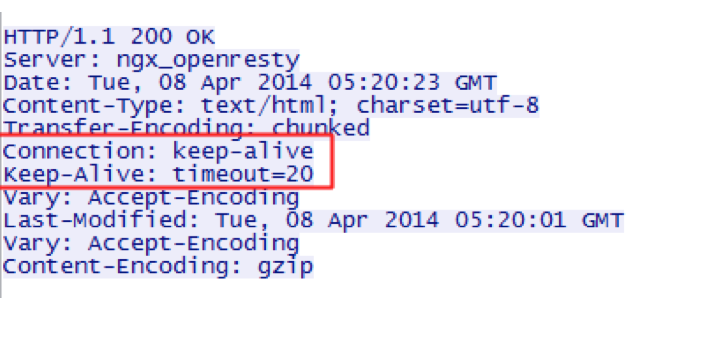 HTTP/1.1 200 OK
Server: ngx_openresty
Date: Tue, 08 Apr 2014 05:20:23 GMT
Content-Type: text/html; charset=utf-8
Transfer-Encoding: chunked
Connection: keep-alive
Keep-Alive: timeout=20
Vary: Accept-Encoding
Last-Modified: Tue, 08 Apr 2014 05:20:01 GMT
Vary: Accept-Encoding
Content-Encoding: gzip